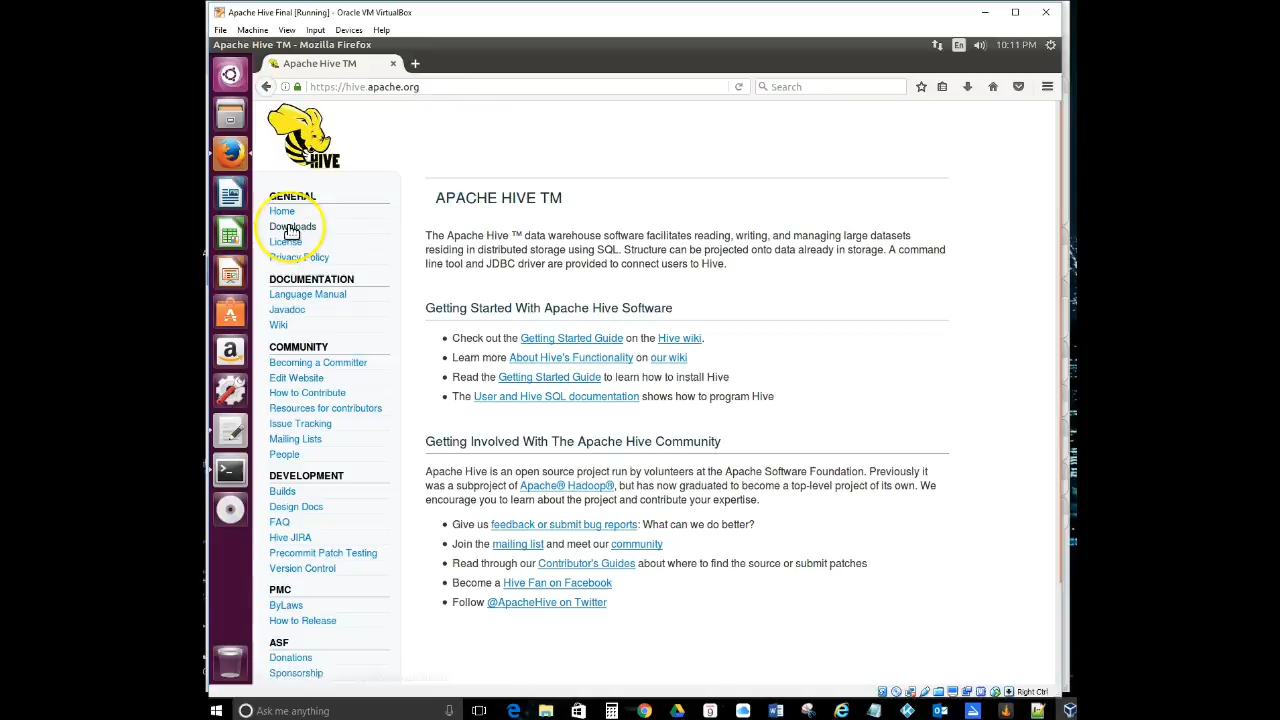 Apache Hive Final [Running] - Oracle VM VirtualBox
File Machine View Input Devices Help
Apache Hive TM - Mozilla Firefox
En
10:11 PM
Apache Hive TM
https://hive.apache.org
Search
HIVE
GENERAL
Home
Downloads
License
Privacy Policy
DOCUMENTATION
Language Manual
Javadoc
Wiki
COMMUNITY
Becoming a Committer
Edit Website
How to Contribute
Resources for contributors
Issue Tracking
Mailing Lists
People
DEVELOPMENT
Builds
Design Docs
FAQ
Hive JIRA
Precommit Patch Testing
Version Control
PMC
ByLaws
How to Release
ASF
Donations
Sponsorship
APACHE HIVE TM
The Apache Hive ™ data warehouse software facilitates reading, writing, and managing large datasets
residing in distributed storage using SQL. Structure can be projected onto data already in storage. A command
line tool and JDBC driver are provided to connect users to Hive.
Getting Started With Apache Hive Software
• Check out the Getting Started Guide on the Hive wiki.
• Learn more About Hive's Functionality on our wiki
• Read the Getting Started Guide to learn how to install Hive
• The User and Hive SQL documentation shows how to program Hive
Getting Involved With The Apache Hive Community
Apache Hive is an open source project run by volunteers at the Apache Software Foundation. Previously it
was a subproject of Apache® Hadoop®, but has now graduated to become a top-level project of its own. We
encourage you to learn about the project and contribute your expertise.
• Give us feedback or submit bug reports: What can we do better?
• Join the mailing list and meet our community
• Read through our Contributor's Guides about where to find the source or submit patches
• Become a Hive Fan on Facebook
• Follow @ApacheHive on Twitter
Right Ctrl
Ask me anything